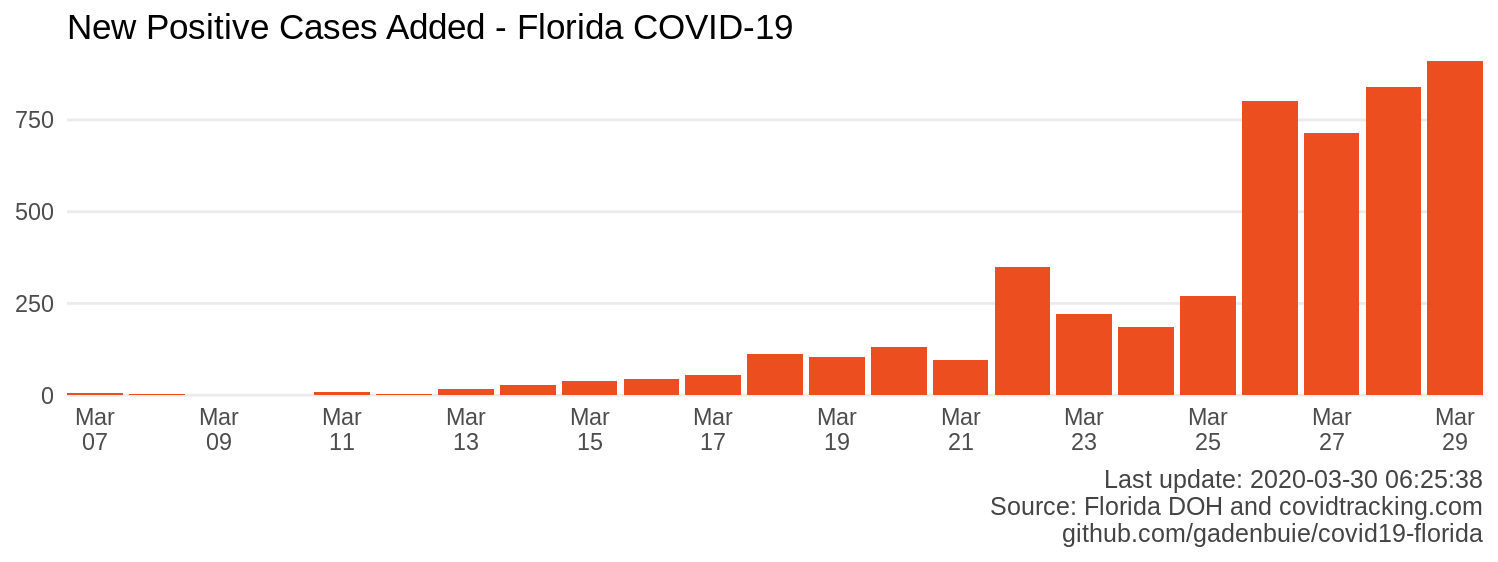 New Positive Cases Added - Florida COVID-19
750
500
250
0
Mar Mar Mar Mar Mar Mar Mar Mar Mar Mar Mar Mar
07 09 11 13 15 17 19 21 23 25 27 29
Last update: 2020-03-30 06:25:38
Source: Florida DOH and covidtracking.com
github.com/gadenbuie/covid19-florida